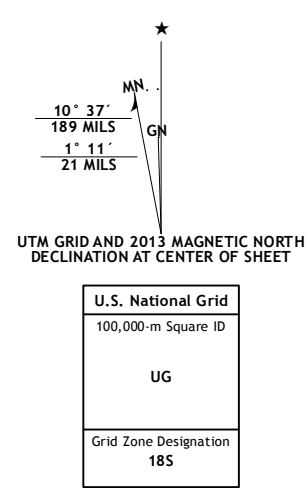 ★
MN
10° 37´
189 MILS
GN
1° 11´
21 MILS
UTM GRID AND 2013 MAGNETIC NORTH
DECLINATION AT CENTER OF SHEET
U.S. National Grid
100,000-m Square ID
UG
Grid Zone Designation
18S